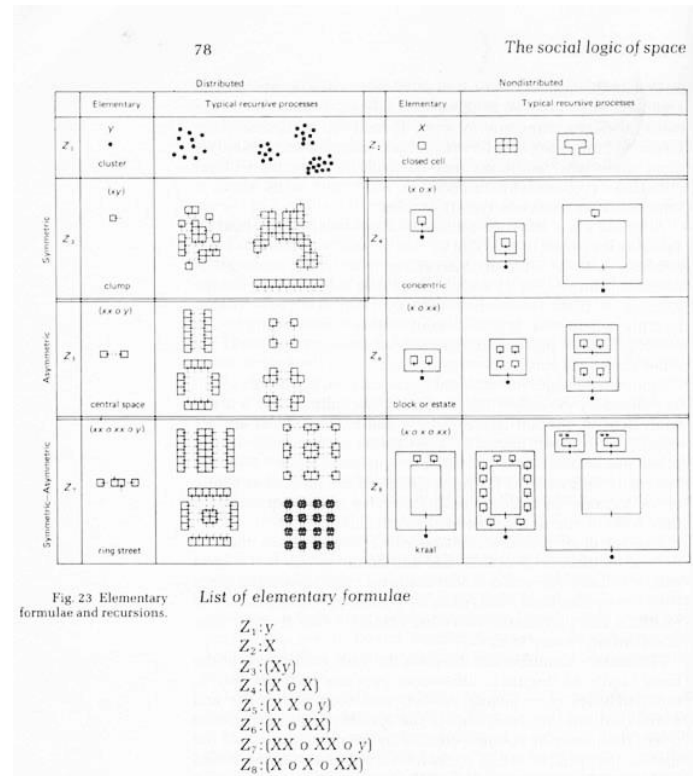 78
The social logic of space
Distributed
Nondistributed
Elementary
Typical recursive processes
Elementary
Typical recursive processes
Z₁
y
cluster
Z₂
X
closed cell
Symmetric
Z₃
(xy)
clump
Z₄
(x o x)
concentric
Asymmetric
Z₅
(xx o y)
central space
Z₆
(x o xx)
block or estate
Symmetric–Asymmetric
Z₇
(xx o xx o y)
ring street
Z₈
(x o x o xx)
kraal
Fig. 23 Elementary
formulae and recursions.
List of elementary formulae
Z₁:y
Z₂:X
Z₃:(Xy)
Z₄:(X o X)
Z₅:(X X o y)
Z₆:(X o XX)
Z₇:(XX o XX o y)
Z₈:(X o X o XX)